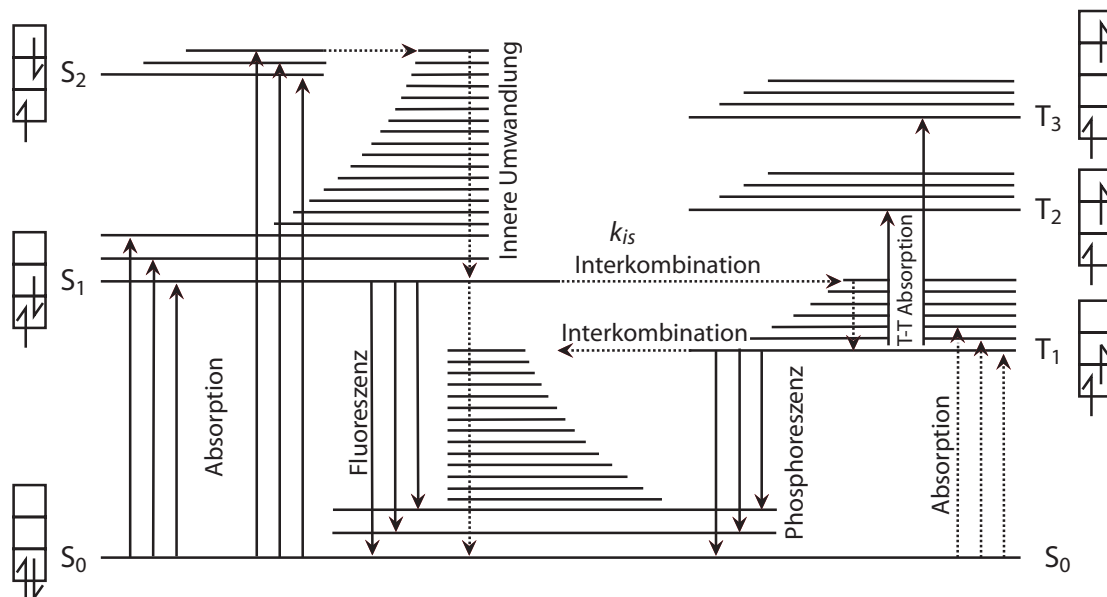 S2
T3
Innere Umwandlung
T2
kis
S1
Interkombination
T-T Absorption
Interkombination
T1
Absorption
Fluoreszenz
Phosphoreszenz
Absorption
S0
S0